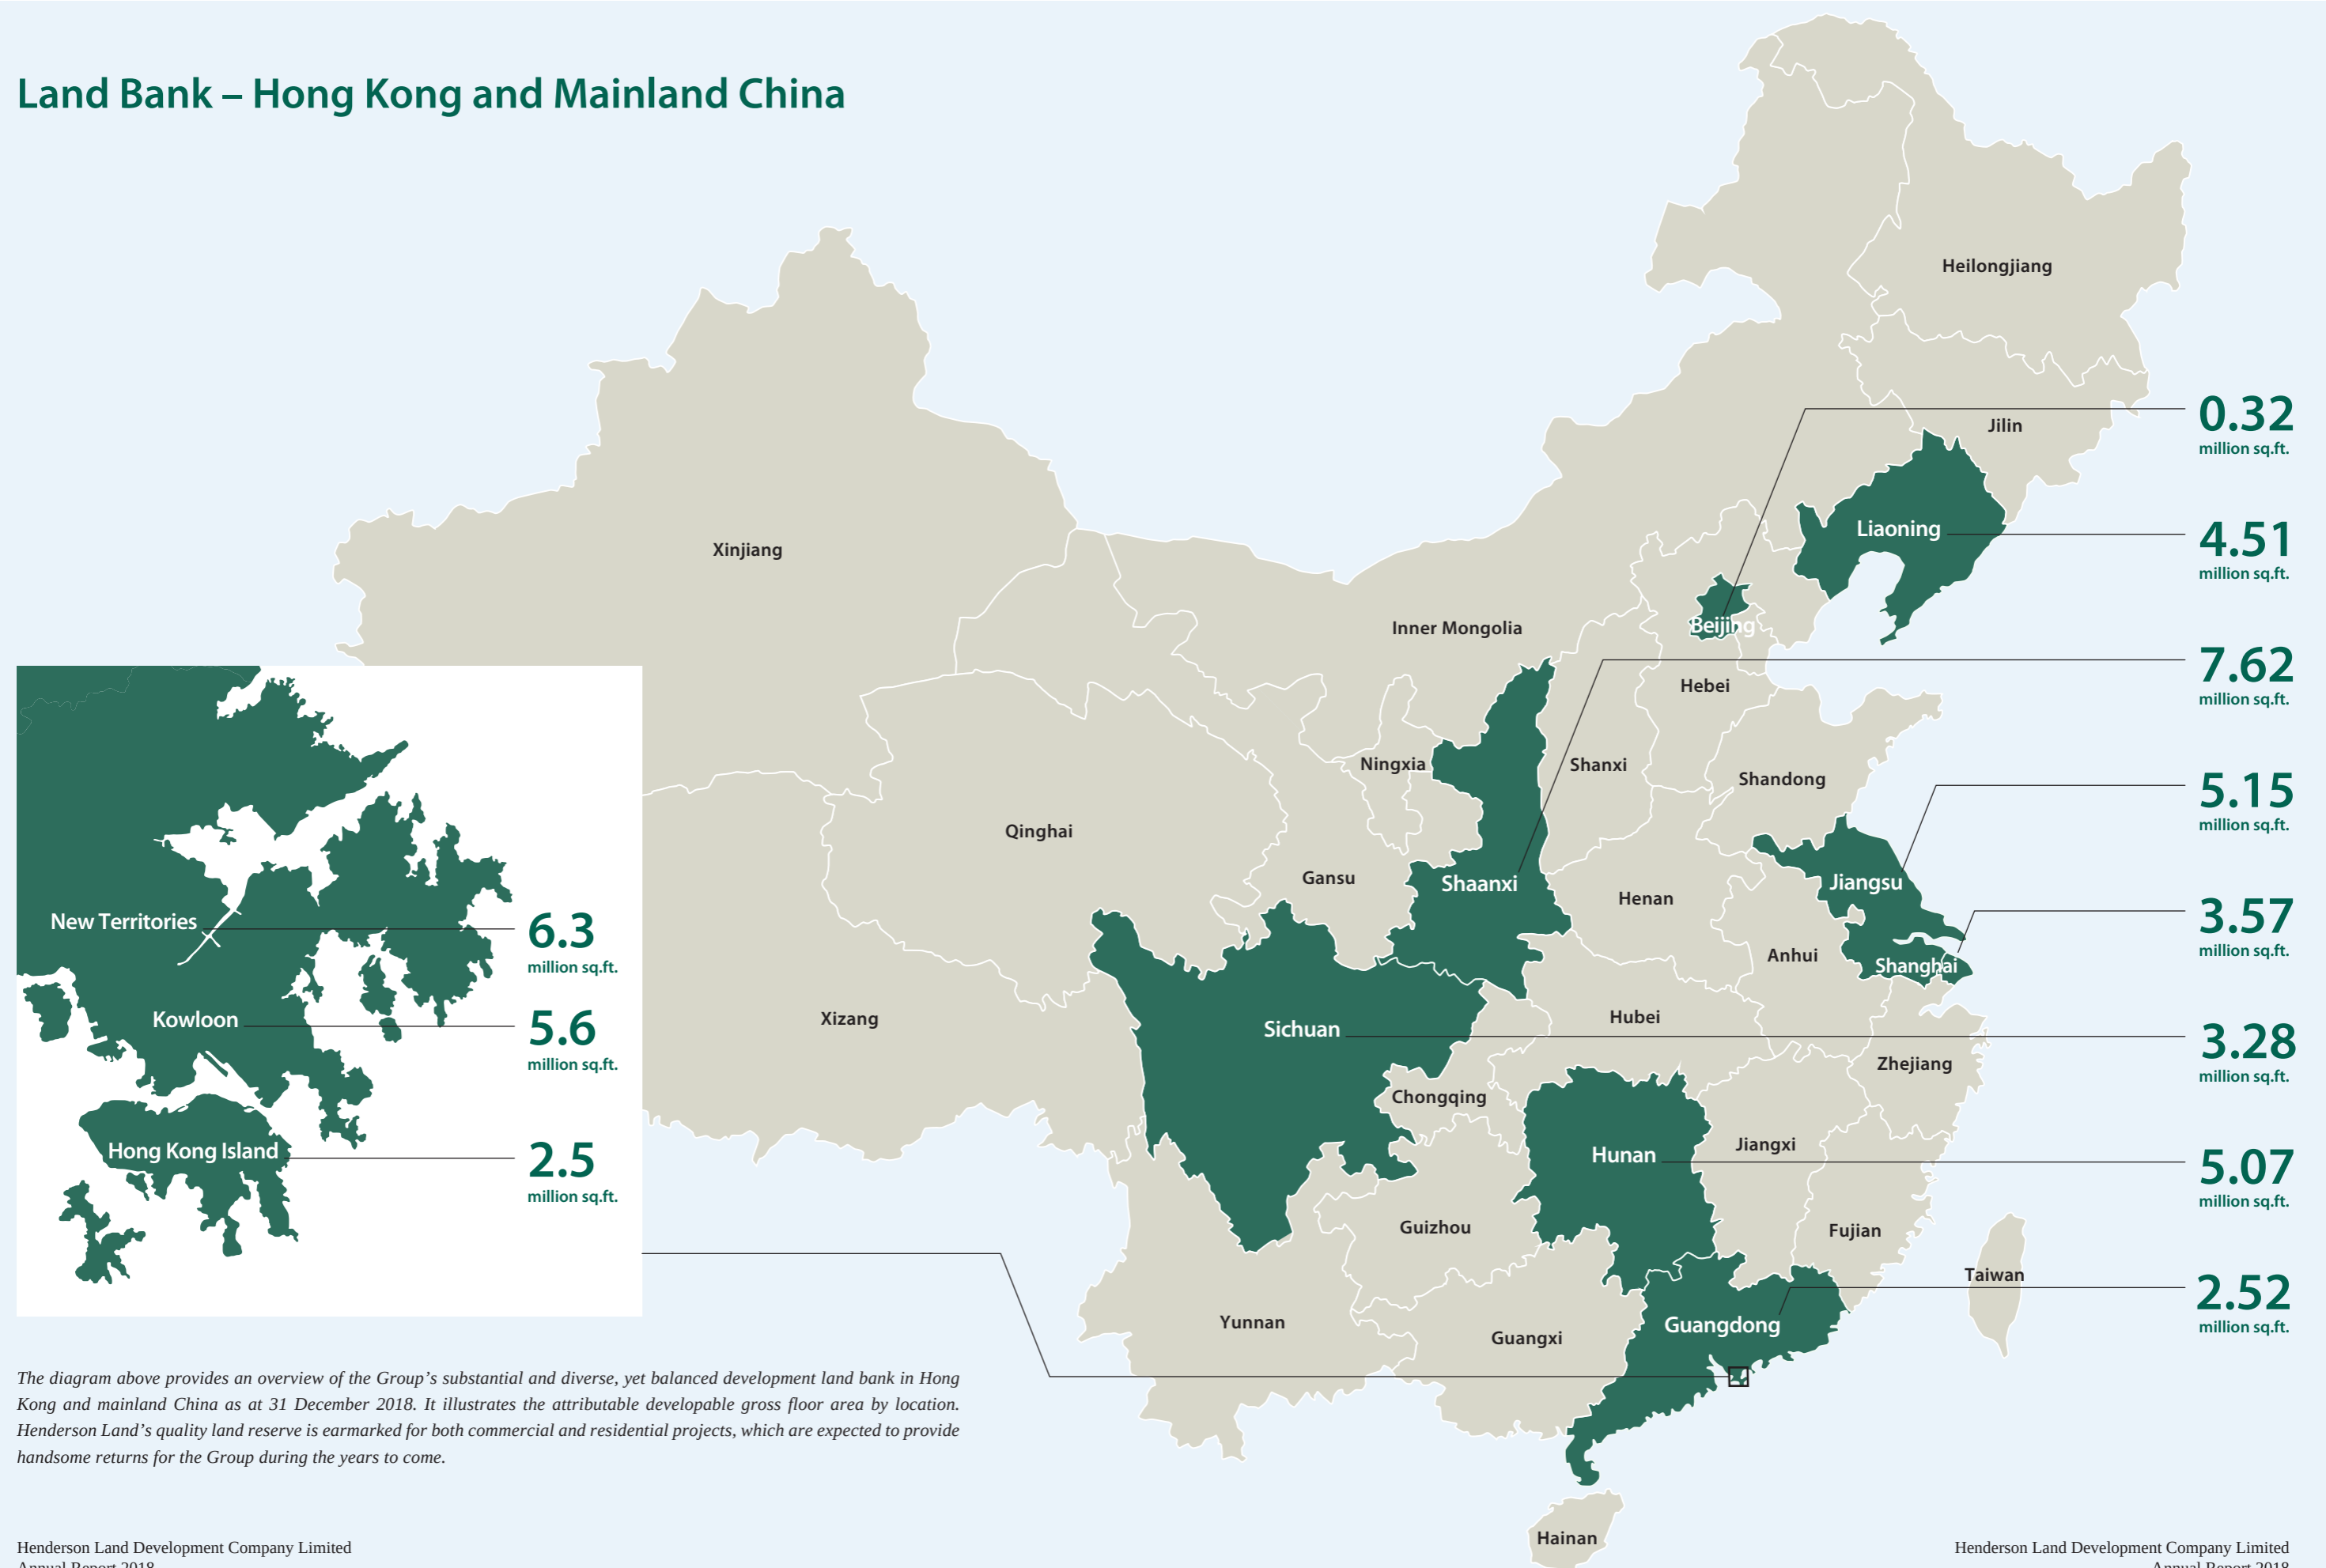 Land Bank – Hong Kong and Mainland China
Heilongjiang
Jilin
0.32
million sq.ft.
Liaoning
4.51
million sq.ft.
Xinjiang
Inner Mongolia
Beijing
7.62
million sq.ft.
Hebei
Ningxia
Shanxi
Shandong
5.15
million sq.ft.
Qinghai
Gansu
Shaanxi
Henan
Jiangsu
3.57
million sq.ft.
Anhui
Shanghai
New Territories
6.3
million sq.ft.
Kowloon
5.6
million sq.ft.
Hong Kong Island
2.5
million sq.ft.
Xizang
Sichuan
Hubei
3.28
million sq.ft.
Zhejiang
Chongqing
Hunan
Jiangxi
5.07
million sq.ft.
Guizhou
Fujian
Taiwan
2.52
million sq.ft.
Yunnan
Guangxi
Guangdong
Hainan
The diagram above provides an overview of the Group’s substantial and diverse, yet balanced development land bank in Hong
Kong and mainland China as at 31 December 2018. It illustrates the attributable developable gross floor area by location.
Henderson Land’s quality land reserve is earmarked for both commercial and residential projects, which are expected to provide
handsome returns for the Group during the years to come.
Henderson Land Development Company Limited
Annual Report 2018
Henderson Land Development Company Limited
Annual Report 2018